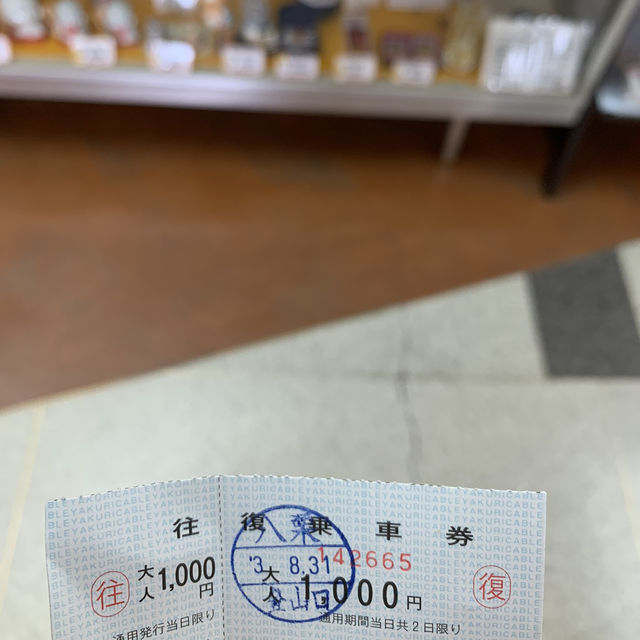 往復乗車券
往 大人 1,000円
通用発行当日限り
142665
大人 1,000円 復
通用期間当日共2日限り
八栗
'3. 8.31
登山口